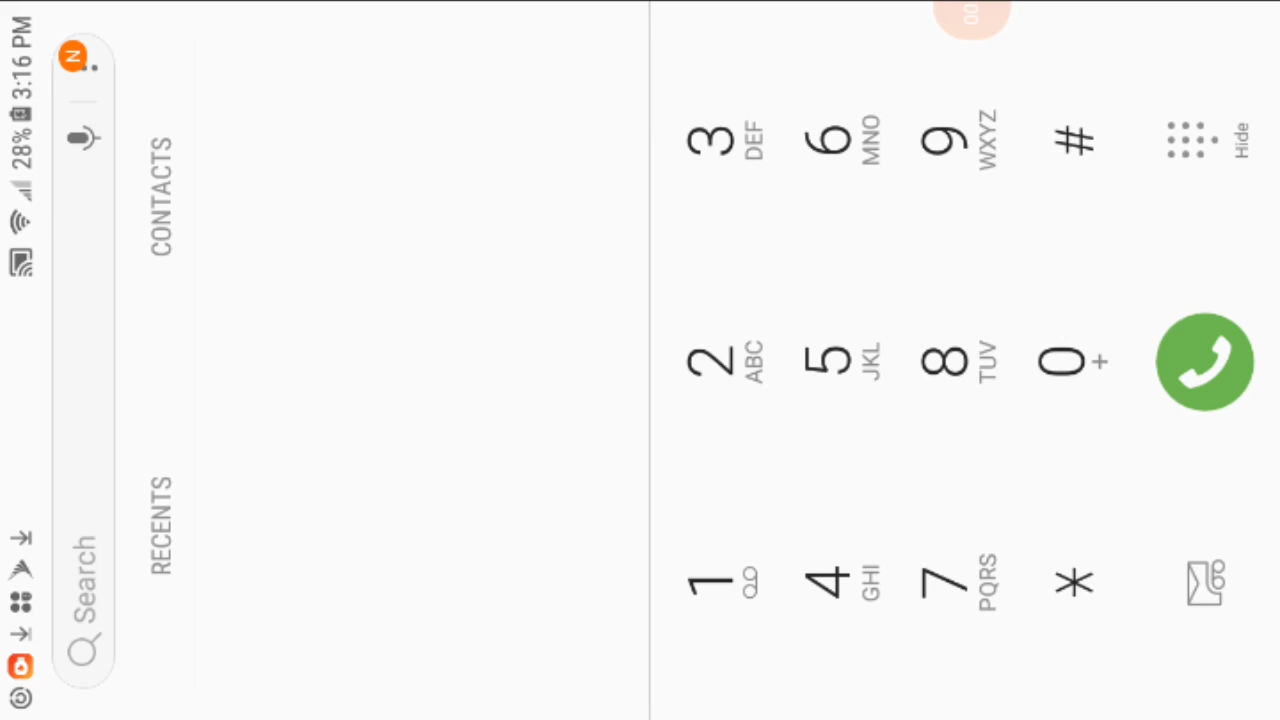 28% 3:16 PM
Search
N
RECENTS CONTACTS
00
1 2 3
ABC DEF
4 5 6
GHI JKL MNO
7 8 9
PQRS TUV WXYZ
* 0 #
+
Hide